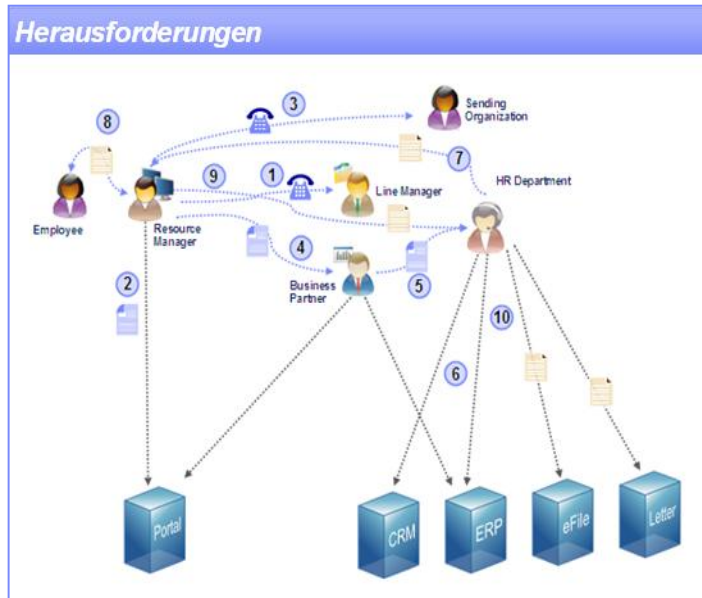 Herausforderungen
3
Sending
Organization
8
7
9
1
HR Department
Line Manager
Employee
Resource
Manager
4
2
Business
Partner
5
10
6
Portal
CRM
ERP
eFile
Letter